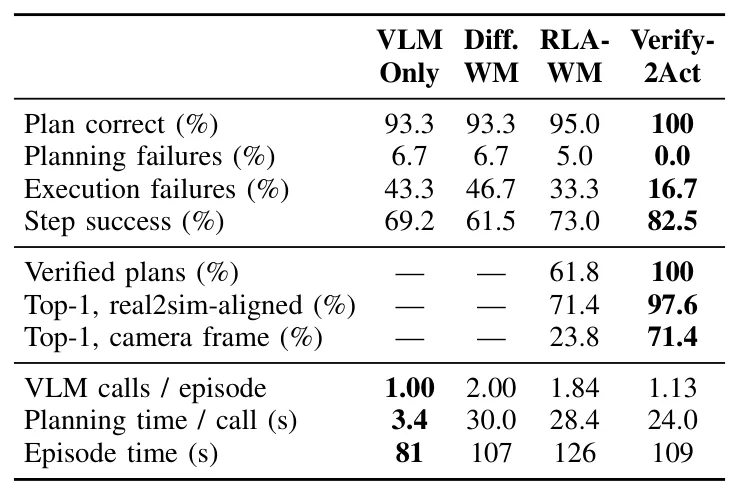 VLM Diff. RLA- Verify-
Only WM WM 2Act
Plan correct (%) 93.3 93.3 95.0 100
Planning failures (%) 6.7 6.7 5.0 0.0
Execution failures (%) 43.3 46.7 33.3 16.7
Step success (%) 69.2 61.5 73.0 82.5
Verified plans (%) — — 61.8 100
Top-1, real2sim-aligned (%) — — 71.4 97.6
Top-1, camera frame (%) — — 23.8 71.4
VLM calls / episode 1.00 2.00 1.84 1.13
Planning time / call (s) 3.4 30.0 28.4 24.0
Episode time (s) 81 107 126 109